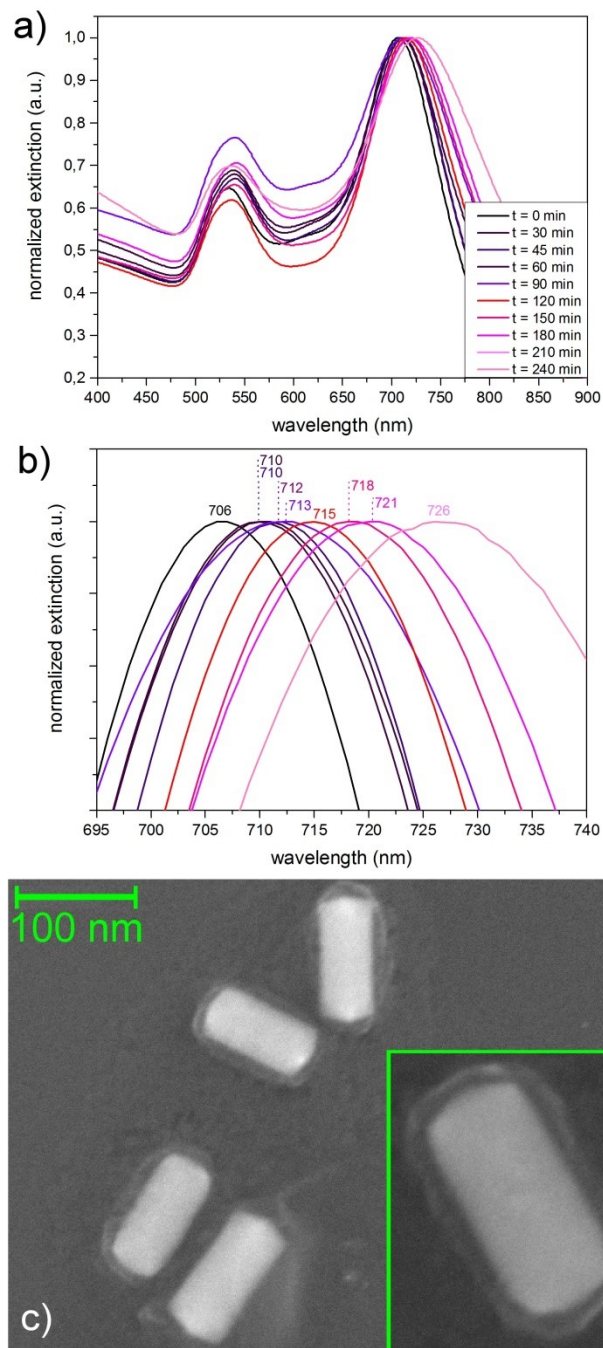 a)
1,0
0,9
0,8
0,7
0,6
0,5
0,4
0,3
0,2
normalized extinction (a.u.)
t = 0 min
t = 30 min
t = 45 min
t = 60 min
t = 90 min
t = 120 min
t = 150 min
t = 180 min
t = 210 min
t = 240 min
400 450 500 550 600 650 700 750 800 850 900
wavelength (nm)
b)
normalized extinction (a.u.)
710
710
712
713
718
721
706
715
726
695 700 705 710 715 720 725 730 735 740
wavelength (nm)
100 nm
c)